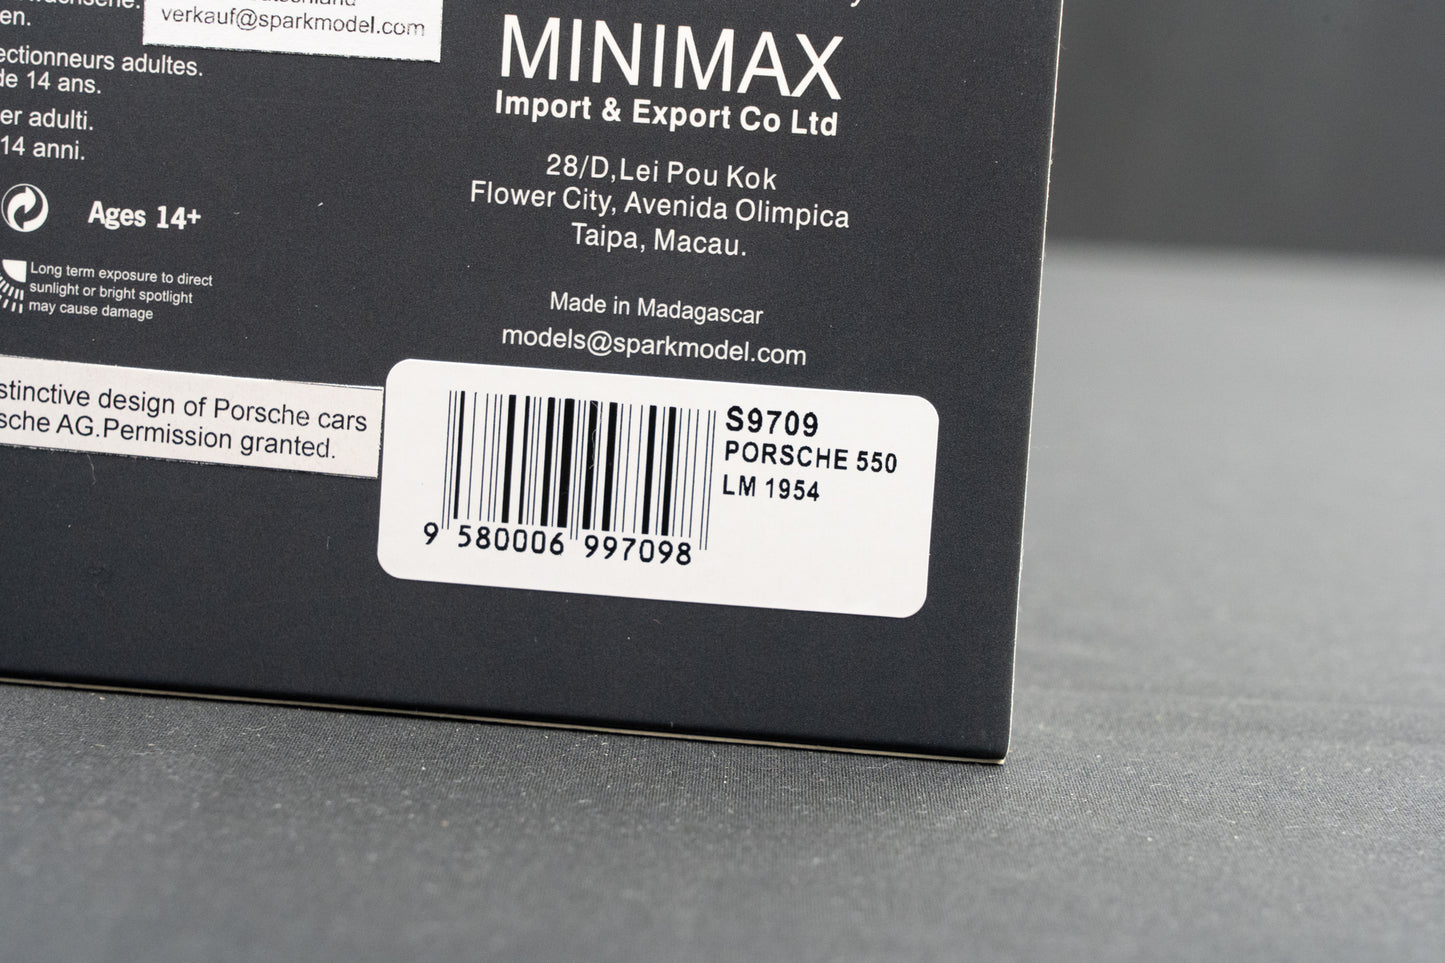 en.
verkauf@sparkmodel.com
ectionneurs adultes.
de 14 ans.
er adulti.
14 anni.
Ages 14+
Long term exposure to direct
sunlight or bright spotlight
may cause damage
stinctive design of Porsche cars
sche AG.Permission granted.
MINIMAX
Import & Export Co Ltd
28/D,Lei Pou Kok
Flower City, Avenida Olimpica
Taipa, Macau.
Made in Madagascar
models@sparkmodel.com
S9709
PORSCHE 550
LM 1954
9 580006 997098